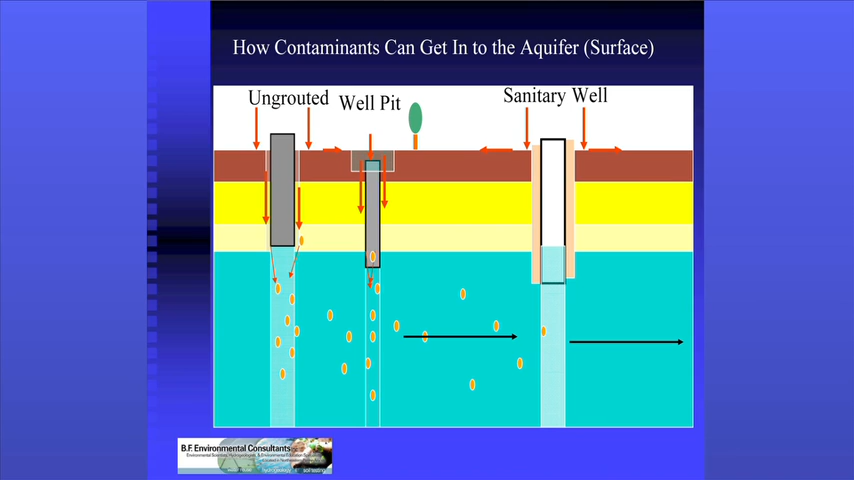 How Contaminants Can Get In to the Aquifer (Surface)
Ungrouted
Well Pit
Sanitary Well
B.F. Environmental Consultants